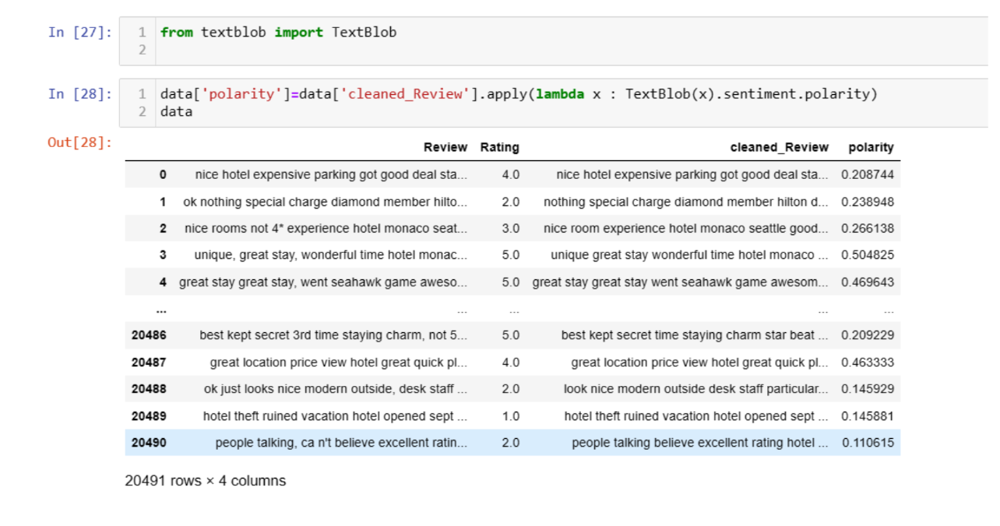 In [27]: 1 from textblob import TextBlob
2
In [28]: 1 data['polarity']=data['cleaned_Review'].apply(lambda x : TextBlob(x).sentiment.polarity)
2 data
Out[28]:
Review Rating cleaned_Review polarity
0 nice hotel expensive parking got good deal sta... 4.0 nice hotel expensive parking got good deal sta... 0.208744
1 ok nothing special charge diamond member hilto... 2.0 nothing special charge diamond member hilton d... 0.238948
2 nice rooms not 4* experience hotel monaco seat... 3.0 nice room experience hotel monaco seattle good... 0.266138
3 unique, great stay, wonderful time hotel monac... 5.0 unique great stay wonderful time hotel monaco ... 0.504825
4 great stay great stay, went seahawk game aweso... 5.0 great stay great stay went seahawk game awesom... 0.469643
... ... ... ... ...
20486 best kept secret 3rd time staying charm, not 5... 5.0 best kept secret time staying charm star beat ... 0.209229
20487 great location price view hotel great quick pl... 4.0 great location price view hotel great quick pl... 0.463333
20488 ok just looks nice modern outside, desk staff ... 2.0 look nice modern outside desk staff particular... 0.145929
20489 hotel theft ruined vacation hotel opened sept ... 1.0 hotel theft ruined vacation hotel opened sept ... 0.145881
20490 people talking, ca n't believe excellent ratin... 2.0 people talking believe excellent rating hotel ... 0.110615
20491 rows × 4 columns